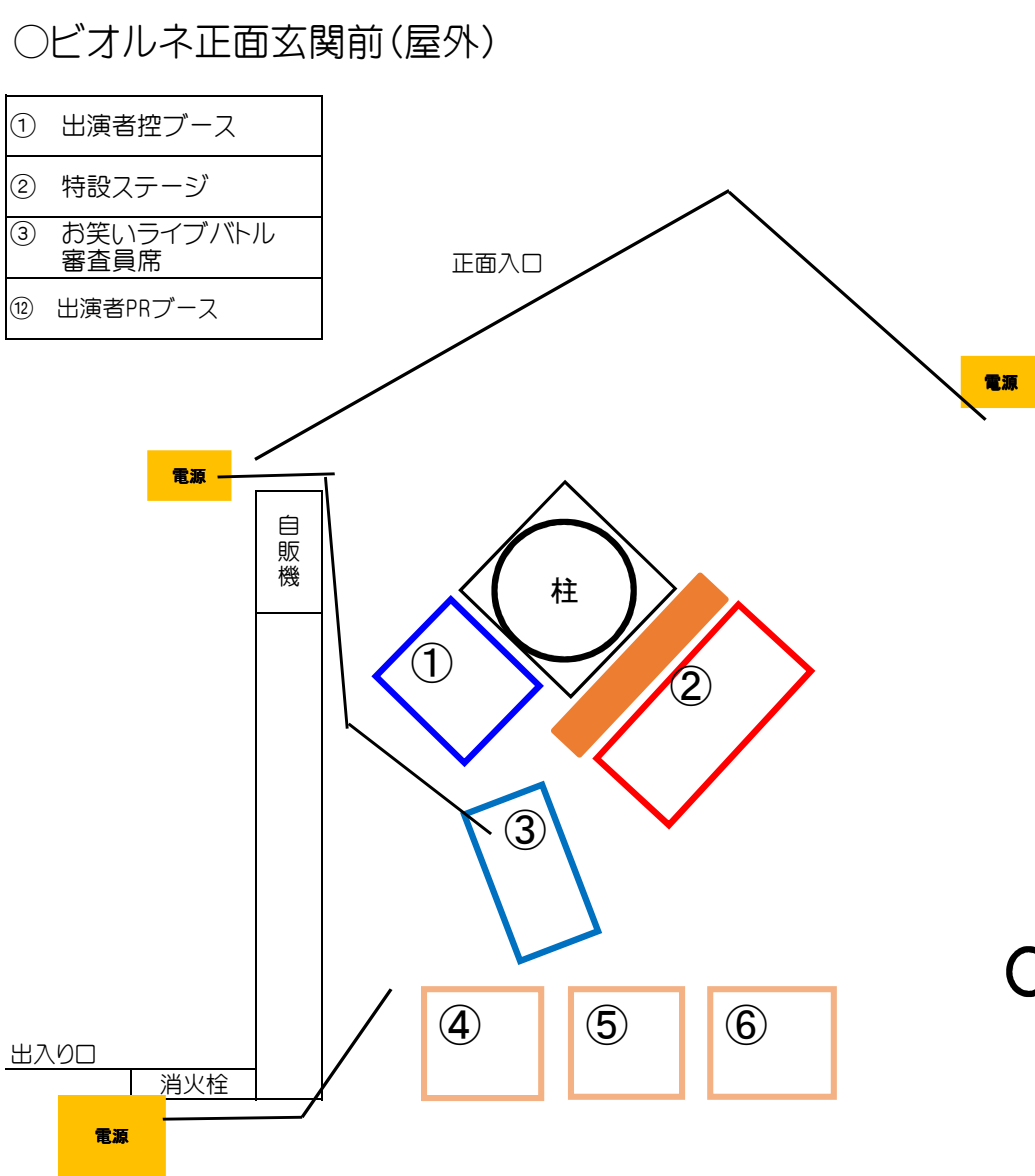 ○ビオルネ正面玄関前(屋外)
① 出演者控ブース
② 特設ステージ
③ お笑いライブバトル
審査員席
⑫ 出演者PRブース
正面入口
電源
電源
自販機
柱
①
②
③
④
⑤
⑥
出入り口
消火栓
電源